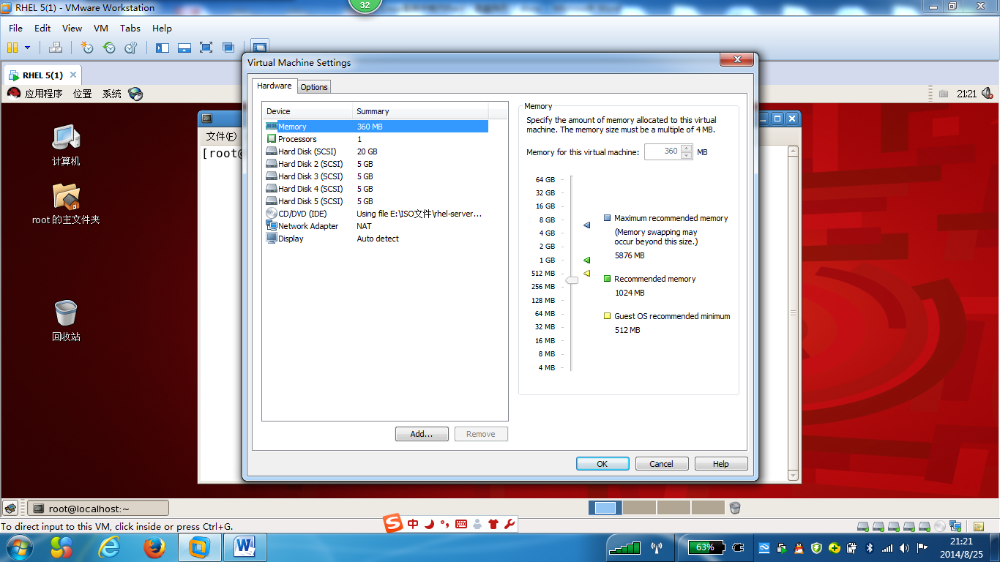 RHEL 5(1) - VMware Workstation
32
File Edit View VM Tabs Help
RHEL 5(1)
应用程序 位置 系统
21:21
计算机
root 的主文件夹
回收站
文件(F)
[root@
Virtual Machine Settings
Hardware Options
Device Summary
Memory 360 MB
Processors 1
Hard Disk (SCSI) 20 GB
Hard Disk 2 (SCSI) 5 GB
Hard Disk 3 (SCSI) 5 GB
Hard Disk 4 (SCSI) 5 GB
Hard Disk 5 (SCSI) 5 GB
CD/DVD (IDE) Using file E:\ISO文件\rhel-server...
Network Adapter NAT
Display Auto detect
Add... Remove
Memory
Specify the amount of memory allocated to this virtual
machine. The memory size must be a multiple of 4 MB.
Memory for this virtual machine: 360 MB
64 GB
32 GB
16 GB
8 GB
4 GB
2 GB
1 GB
512 MB
256 MB
128 MB
64 MB
32 MB
16 MB
8 MB
4 MB
Maximum recommended memory
(Memory swapping may
occur beyond this size.)
5876 MB
Recommended memory
1024 MB
Guest OS recommended minimum
512 MB
OK Cancel Help
root@localhost:~
To direct input to this VM, click inside or press Ctrl+G.
S 中
63%
21:21
2014/8/25